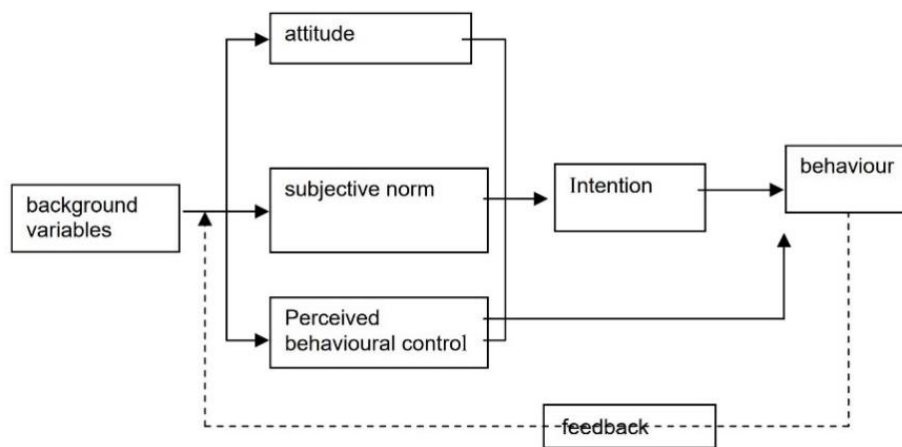 attitude
subjective norm
background
variables
Perceived
behavioural control
Intention
behaviour
feedback